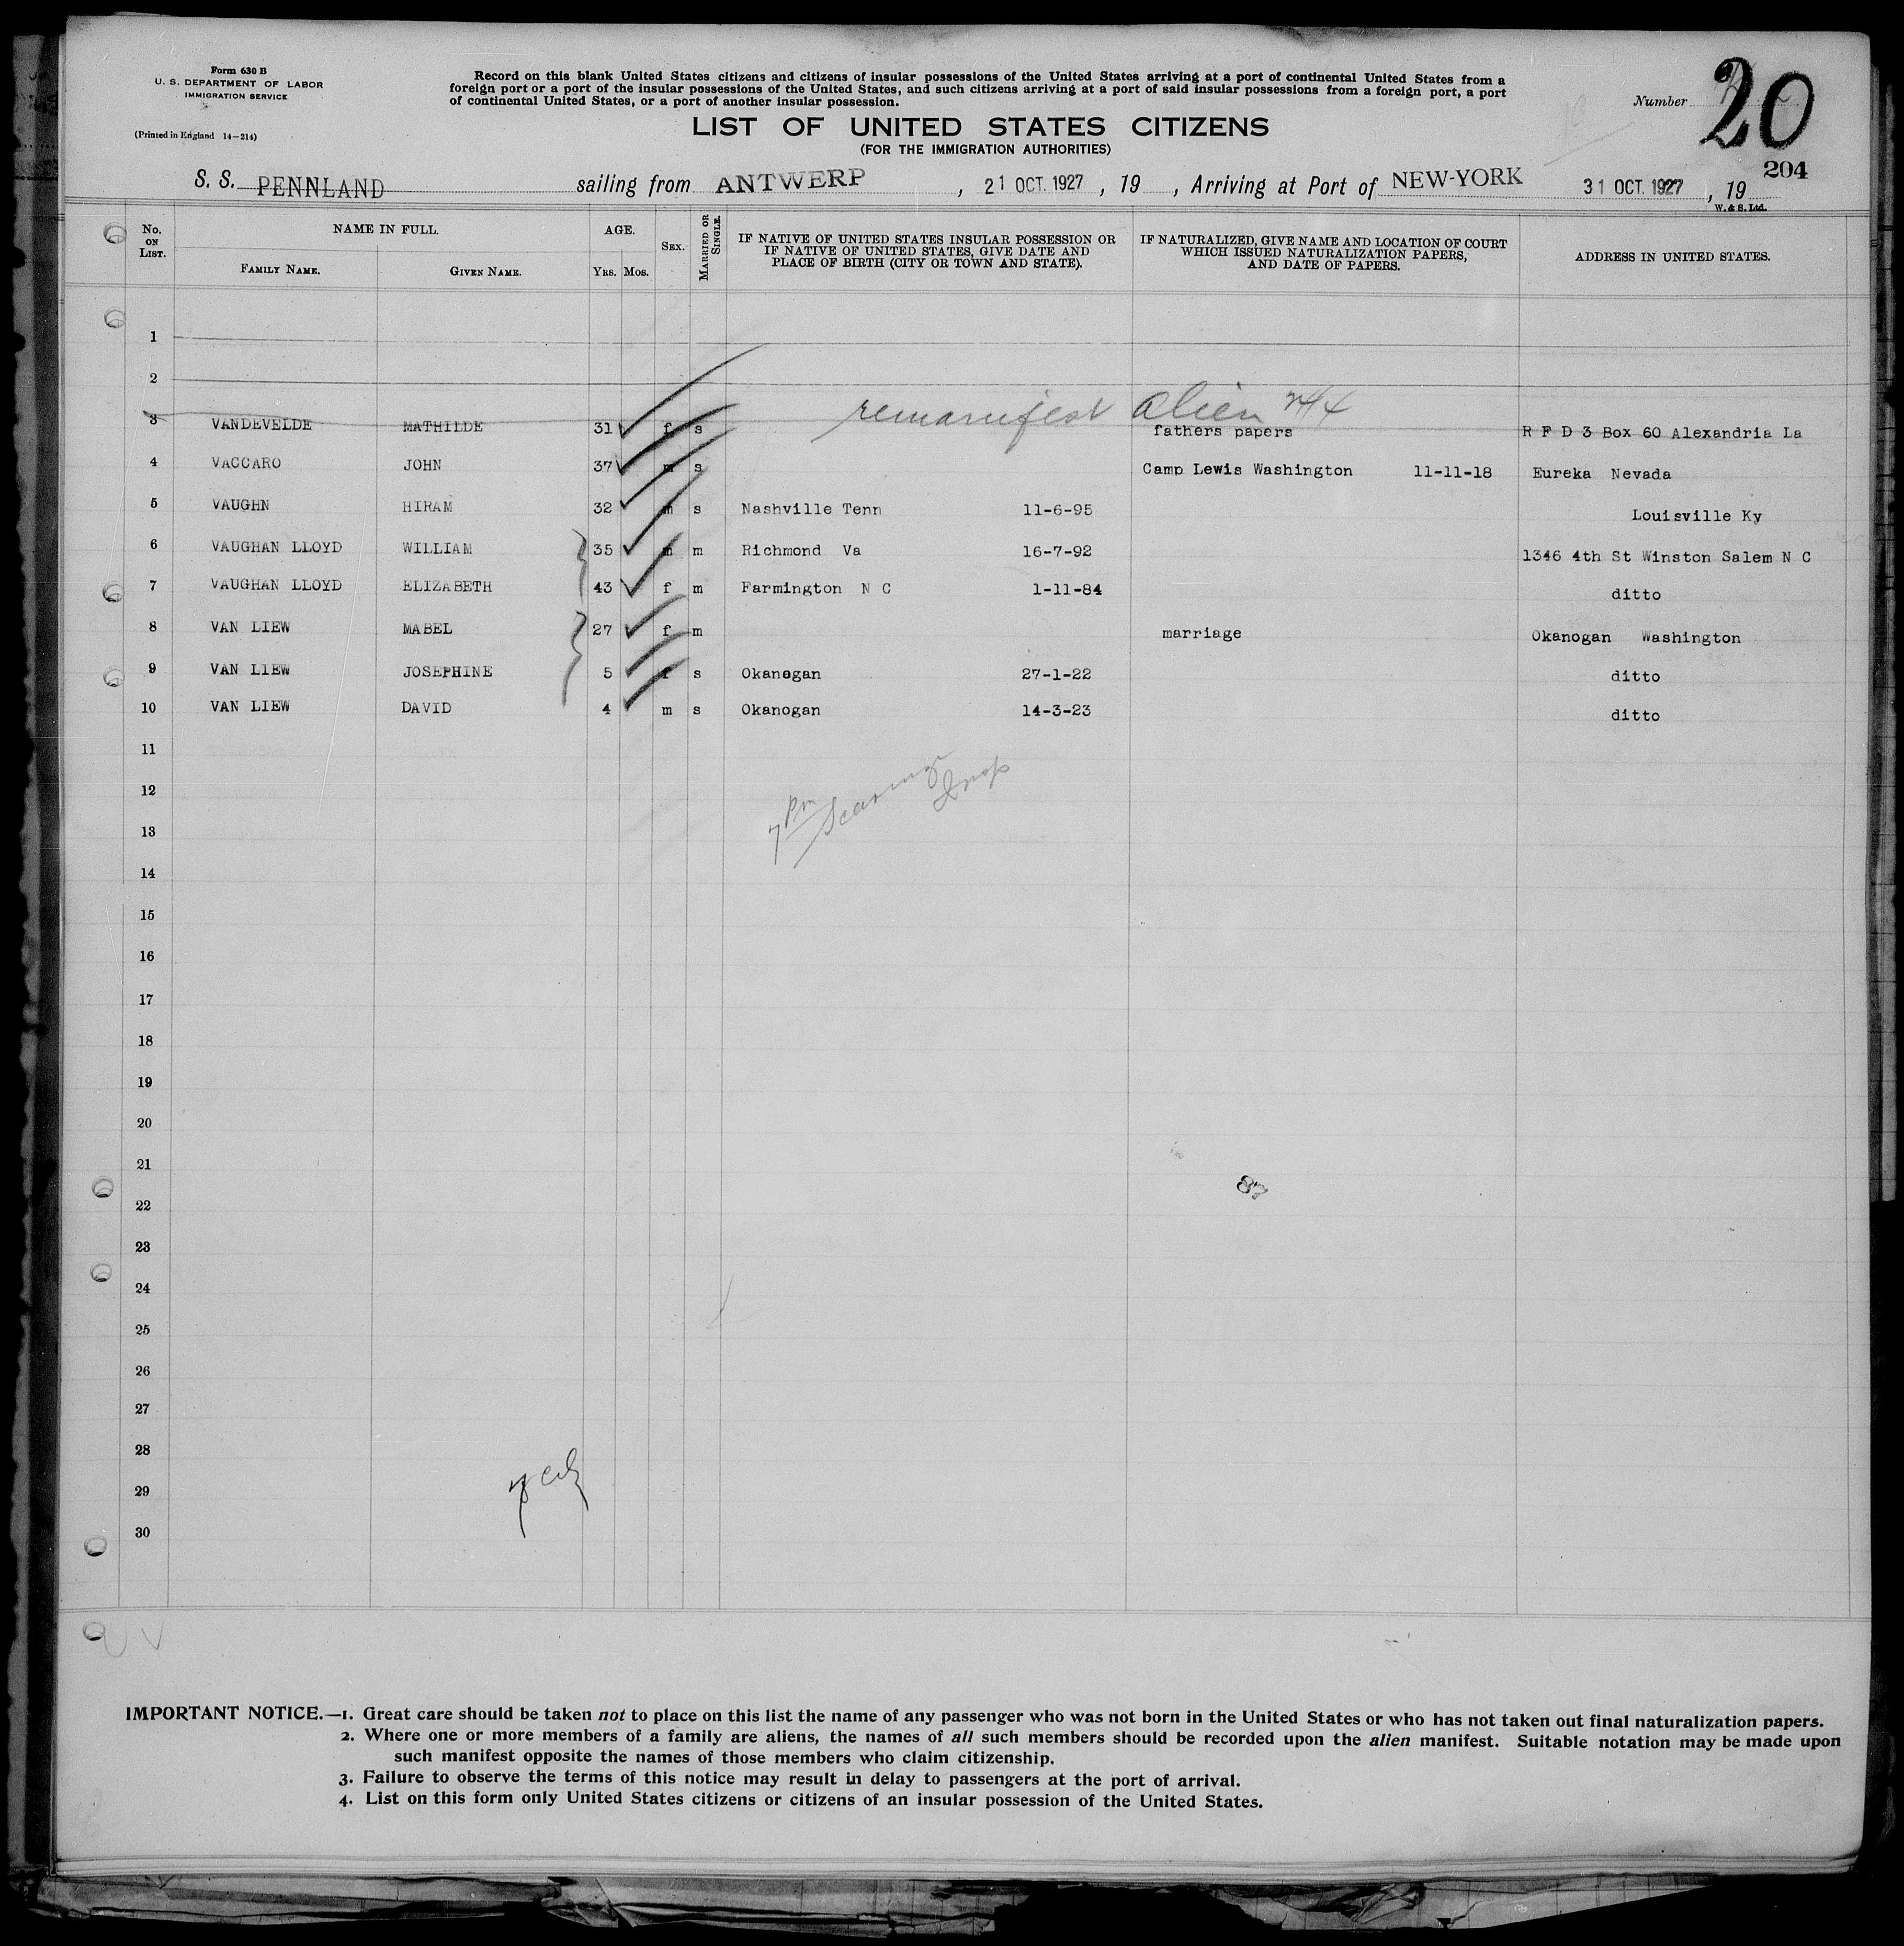 Form 630 B
U. S. DEPARTMENT OF LABOR
IMMIGRATION SERVICE
(Printed in England 14—214)
Record on this blank United States citizens and citizens of insular possessions of the United States arriving at a port of continental United States from a
foreign port or a port of the insular possessions of the United States, and such citizens arriving at a port of said insular possessions from a foreign port, a port
of continental United States, or a port of another insular possession.
Number 20
LIST OF UNITED STATES CITIZENS
(FOR THE IMMIGRATION AUTHORITIES)
204
S. S. PENNLAND sailing from ANTWERP , 21 OCT. 1927 , 19 , Arriving at Port of NEW-YORK 31 OCT. 1927 , 19
W. & S. Ltd.
No. ON LIST. NAME IN FULL. AGE. SEX. MARRIED OR SINGLE. IF NATIVE OF UNITED STATES INSULAR POSSESSION OR IF NATIVE OF UNITED STATES, GIVE DATE AND PLACE OF BIRTH (CITY OR TOWN AND STATE). IF NATURALIZED, GIVE NAME AND LOCATION OF COURT WHICH ISSUED NATURALIZATION PAPERS, AND DATE OF PAPERS. ADDRESS IN UNITED STATES.
FAMILY NAME. GIVEN NAME. YRS. MOS.
1
2
remanifest alien
3 VANDEVELDE MATHILDE 31 f s fathers papers R F D 3 Box 60 Alexandria La
4 VACCARO JOHN 37 m s Camp Lewis Washington 11-11-18 Eureka Nevada
5 VAUGHN HIRAM 32 m s Nashville Tenn 11-6-95 Louisville Ky
6 VAUGHAN LLOYD WILLIAM 35 m m Richmond Va 16-7-92 1346 4th St Winston Salem N C
7 VAUGHAN LLOYD ELIZABETH 43 f m Farmington N C 1-11-84 ditto
8 VAN LIEW MABEL 27 f m marriage Okanogan Washington
9 VAN LIEW JOSEPHINE 5 f s Okanogan 27-1-22 ditto
10 VAN LIEW DAVID 4 m s Okanogan 14-3-23 ditto
11
12
13
14
15
16
17
18
19
20
21
22
23
24
25
26
27
28
29
30
IMPORTANT NOTICE.—1. Great care should be taken not to place on this list the name of any passenger who was not born in the United States or who has not taken out final naturalization papers.
2. Where one or more members of a family are aliens, the names of all such members should be recorded upon the alien manifest. Suitable notation may be made upon
such manifest opposite the names of those members who claim citizenship.
3. Failure to observe the terms of this notice may result in delay to passengers at the port of arrival.
4. List on this form only United States citizens or citizens of an insular possession of the United States.